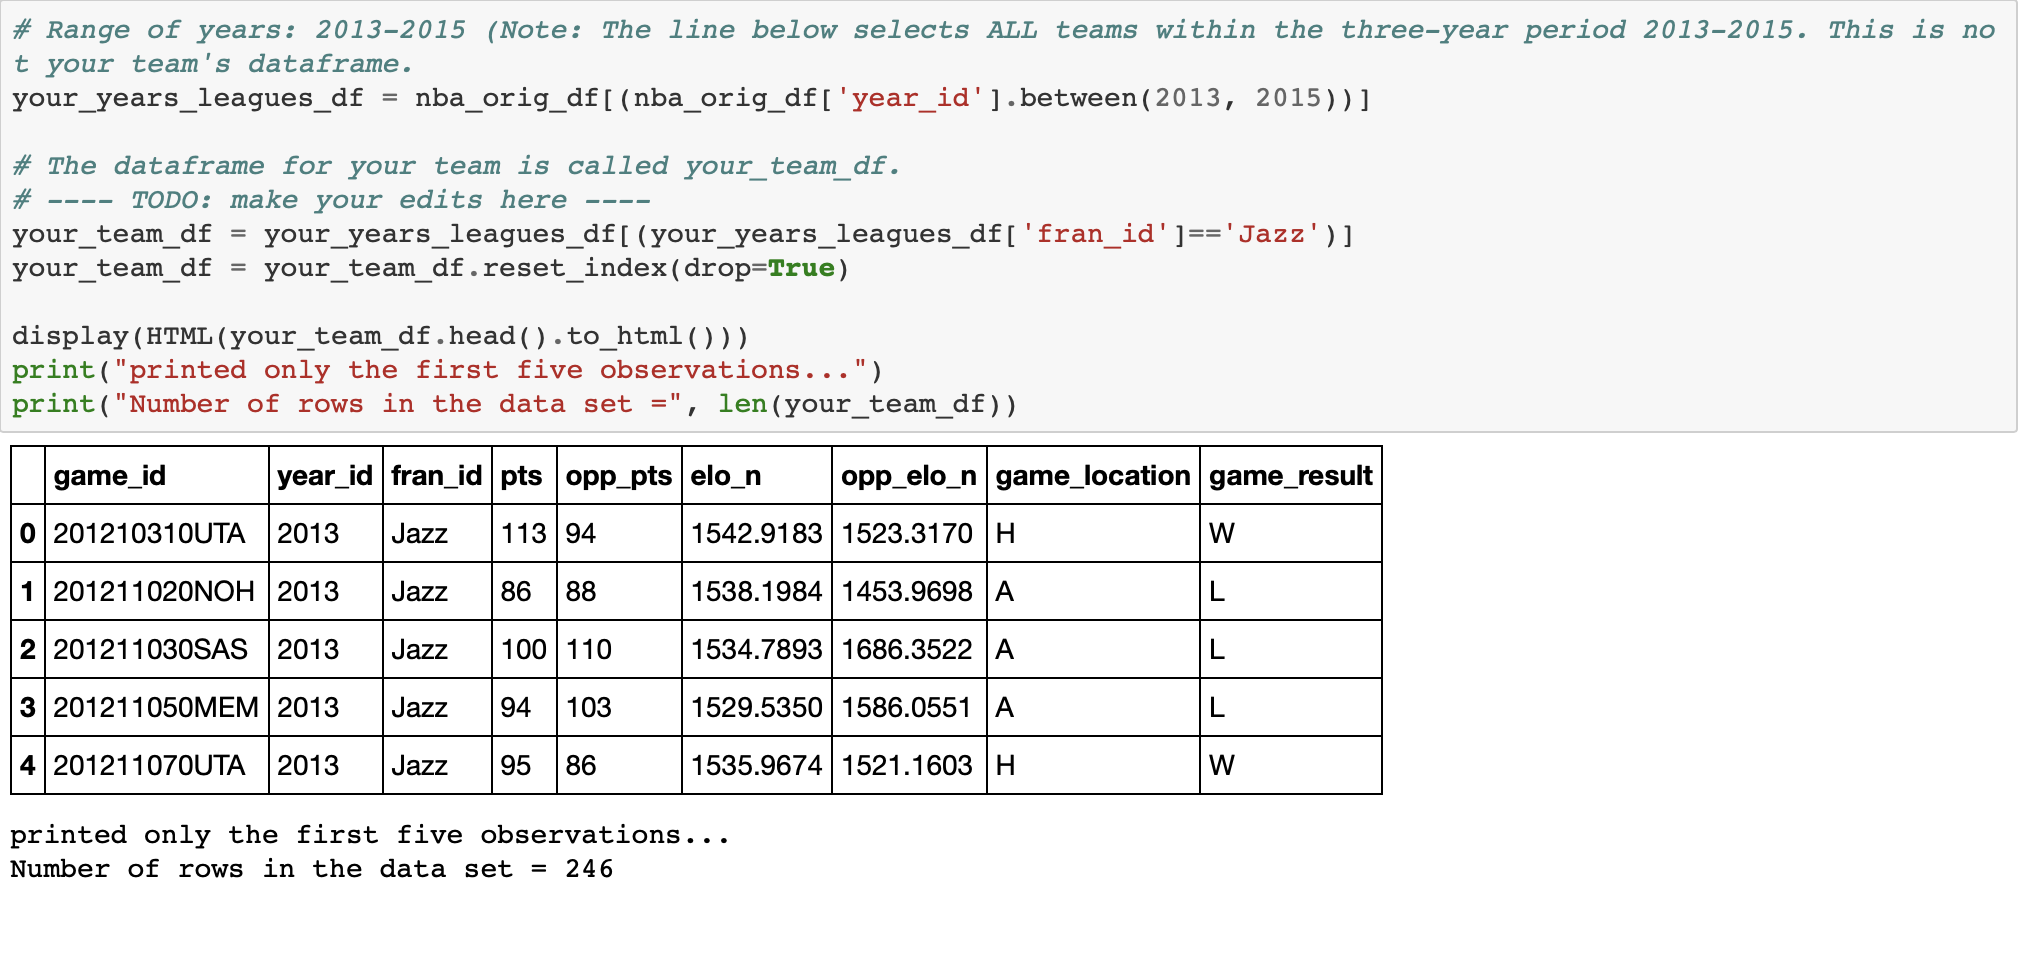 # Range of years: 2013-2015 (Note: The line below selects ALL teams within the three-year period 2013-2015. This is no
t your team's dataframe.
your_years_leagues_df = nba_orig_df[(nba_orig_df['year_id'].between(2013, 2015))]
# The dataframe for your team is called your_team_df.
# ---- TODO: make your edits here ----
your_team_df = your_years_leagues_df[(your_years_leagues_df['fran_id']=='Jazz')]
your_team_df = your_team_df.reset_index(drop=True)
display(HTML(your_team_df.head().to_html()))
print("printed only the first five observations...")
print("Number of rows in the data set =", len(your_team_df))
game_id year_id fran_id pts opp_pts elo_n opp_elo_n game_location game_result
0 201210310UTA 2013 Jazz 113 94 1542.9183 1523.3170 H W
1 201211020NOH 2013 Jazz 86 88 1538.1984 1453.9698 A L
2 201211030SAS 2013 Jazz 100 110 1534.7893 1686.3522 A L
3 201211050MEM 2013 Jazz 94 103 1529.5350 1586.0551 A L
4 201211070UTA 2013 Jazz 95 86 1535.9674 1521.1603 H W
printed only the first five observations...
Number of rows in the data set = 246